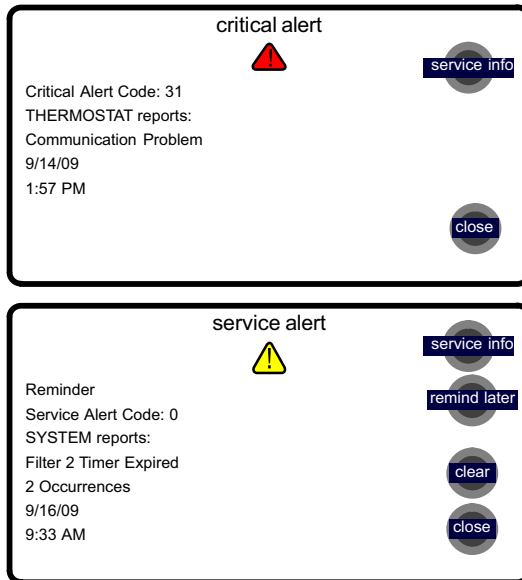 critical alert
!
service info
Critical Alert Code: 31
THERMOSTAT reports:
Communication Problem
9/14/09
1:57 PM
close
service alert
!
service info
Reminder
remind later
Service Alert Code: 0
SYSTEM reports:
Filter 2 Timer Expired
clear
2 Occurrences
9/16/09
close
9:33 AM